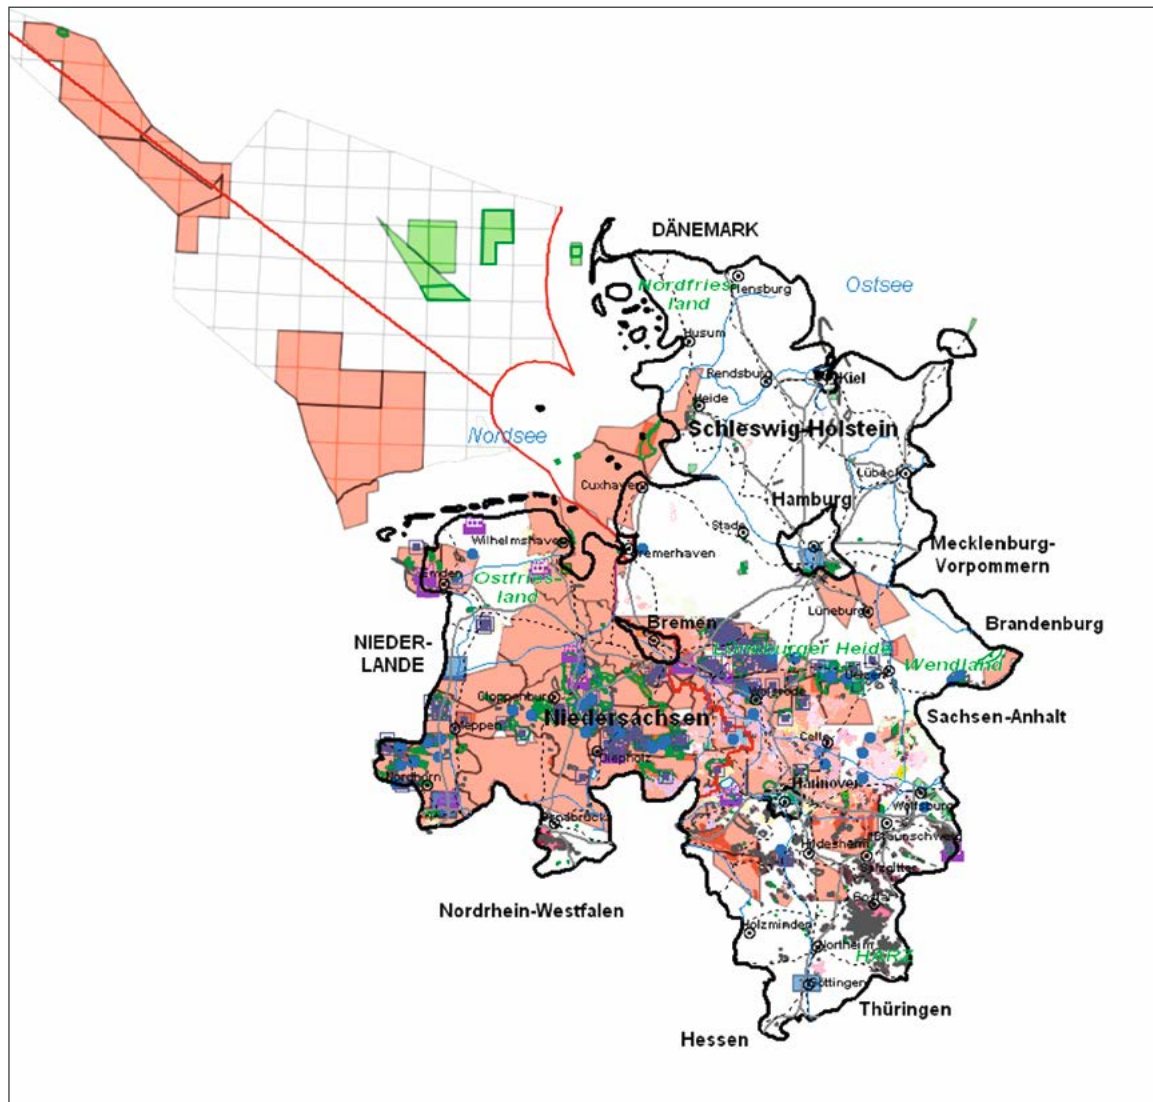 DÄNEMARK
Nordfries-
land
Flensburg
Ostsee
Husum
Rendsburg
Kiel
Heide
Schleswig-Holstein
Nordsee
Lübeck
Cuxhaven
Hamburg
Stade
Wilhelmshaven
Bremerhaven
Mecklenburg-
Vorpommern
Emden
Ostfries-
land
Lüneburg
Bremen
Brandenburg
NIEDER-
LANDE
Lüneburger Heide
Wendland
Uelzen
Cloppenburg
Walsrode
Niedersachsen
Sachsen-Anhalt
Meppen
Celle
Diepholz
Nordhorn
Hannover
Wolfsburg
Osnabrück
Braunschweig
Hildesheim
Salzgitter
Goslar
Nordrhein-Westfalen
Holzminden
Northeim
HARZ
Göttingen
Thüringen
Hessen